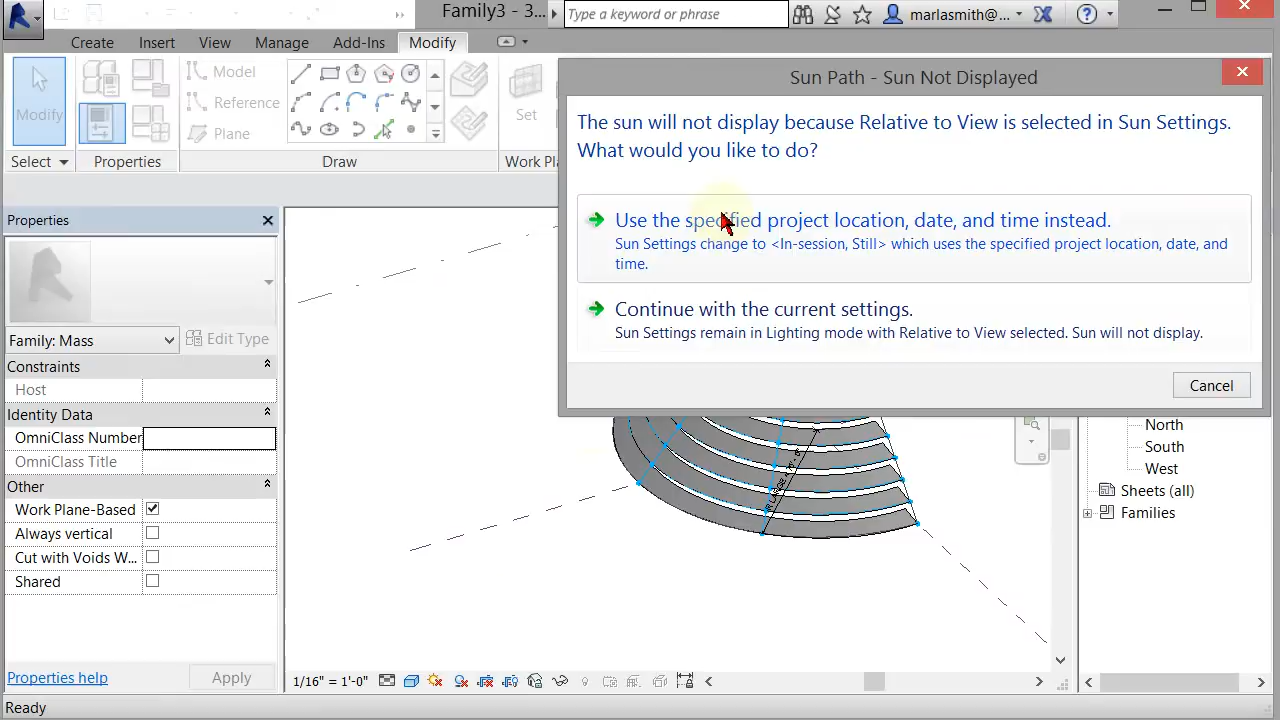 Family3 - 3...
Type a keyword or phrase
marlasmith@...
Create
Insert
View
Manage
Add-Ins
Modify
Modify
Model
Reference
Plane
Set
Select
Properties
Draw
Work Pl
Sun Path - Sun Not Displayed
The sun will not display because Relative to View is selected in Sun Settings.
What would you like to do?
Use the specified project location, date, and time instead.
Sun Settings change to <In-session, Still> which uses the specified project location, date, and
time.
Continue with the current settings.
Sun Settings remain in Lighting mode with Relative to View selected. Sun will not display.
Cancel
Properties
Family: Mass
Edit Type
Constraints
Host
Identity Data
OmniClass Number
OmniClass Title
Other
Work Plane-Based
Always vertical
Cut with Voids W...
Shared
Properties help
Apply
North
South
West
Sheets (all)
Families
1/16" = 1'-0"
Ready